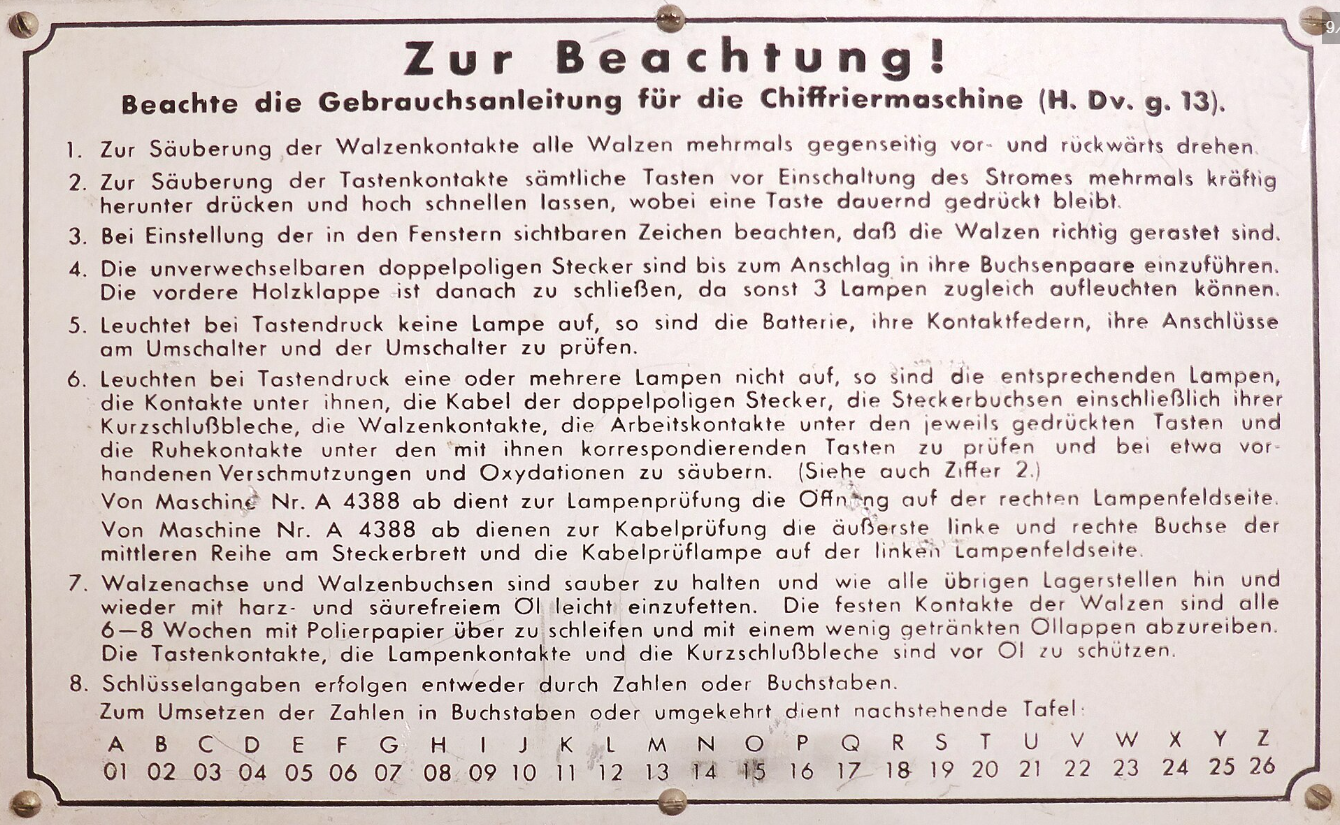 Zur Beachtung!
Beachte die Gebrauchsanleitung für die Chiffriermaschine (H. Dv. g. 13).
1. Zur Säuberung der Walzenkontakte alle Walzen mehrmals gegenseitig vor- und rückwärts drehen.
2. Zur Säuberung der Tastenkontakte sämtliche Tasten vor Einschaltung des Stromes mehrmals kräftig
herunter drücken und hoch schnellen lassen, wobei eine Taste dauernd gedrückt bleibt.
3. Bei Einstellung der in den Fenstern sichtbaren Zeichen beachten, daß die Walzen richtig gerastet sind.
4. Die unverwechselbaren doppelpoligen Stecker sind bis zum Anschlag in ihre Buchsenpaare einzuführen.
Die vordere Holzklappe ist danach zu schließen, da sonst 3 Lampen zugleich aufleuchten können.
5. Leuchtet bei Tastendruck keine Lampe auf, so sind die Batterie, ihre Kontaktfedern, ihre Anschlüsse
am Umschalter und der Umschalter zu prüfen.
6. Leuchten bei Tastendruck eine oder mehrere Lampen nicht auf, so sind die entsprechenden Lampen,
die Kontakte unter ihnen, die Kabel der doppelpoligen Stecker, die Steckerbuchsen einschließlich ihrer
Kurzschlußbleche, die Walzenkontakte, die Arbeitskontakte unter den jeweils gedrückten Tasten und
die Ruhekontakte unter den mit ihnen korrespondierenden Tasten zu prüfen und bei etwa vor-
handenen Verschmutzungen und Oxydationen zu säubern. (Siehe auch Ziffer 2.)
Von Maschine Nr. A 4388 ab dient zur Lampenprüfung die Öffnung auf der rechten Lampenfeldseite.
Von Maschine Nr. A 4388 ab dienen zur Kabelprüfung die äußerste linke und rechte Buchse der
mittleren Reihe am Steckerbrett und die Kabelprüflampe auf der linken Lampenfeldseite.
7. Walzenachse und Walzenbuchsen sind sauber zu halten und wie alle übrigen Lagerstellen hin und
wieder mit harz- und säurefreiem Öl leicht einzufetten. Die festen Kontakte der Walzen sind alle
6–8 Wochen mit Polierpapier über zu schleifen und mit einem wenig getränkten Öllappen abzureiben.
Die Tastenkontakte, die Lampenkontakte und die Kurzschlußbleche sind vor Öl zu schützen.
8. Schlüsselangaben erfolgen entweder durch Zahlen oder Buchstaben.
Zum Umsetzen der Zahlen in Buchstaben oder umgekehrt dient nachstehende Tafel:
A B C D E F G H I J K L M N O P Q R S T U V W X Y Z
01 02 03 04 05 06 07 08 09 10 11 12 13 14 15 16 17 18 19 20 21 22 23 24 25 26